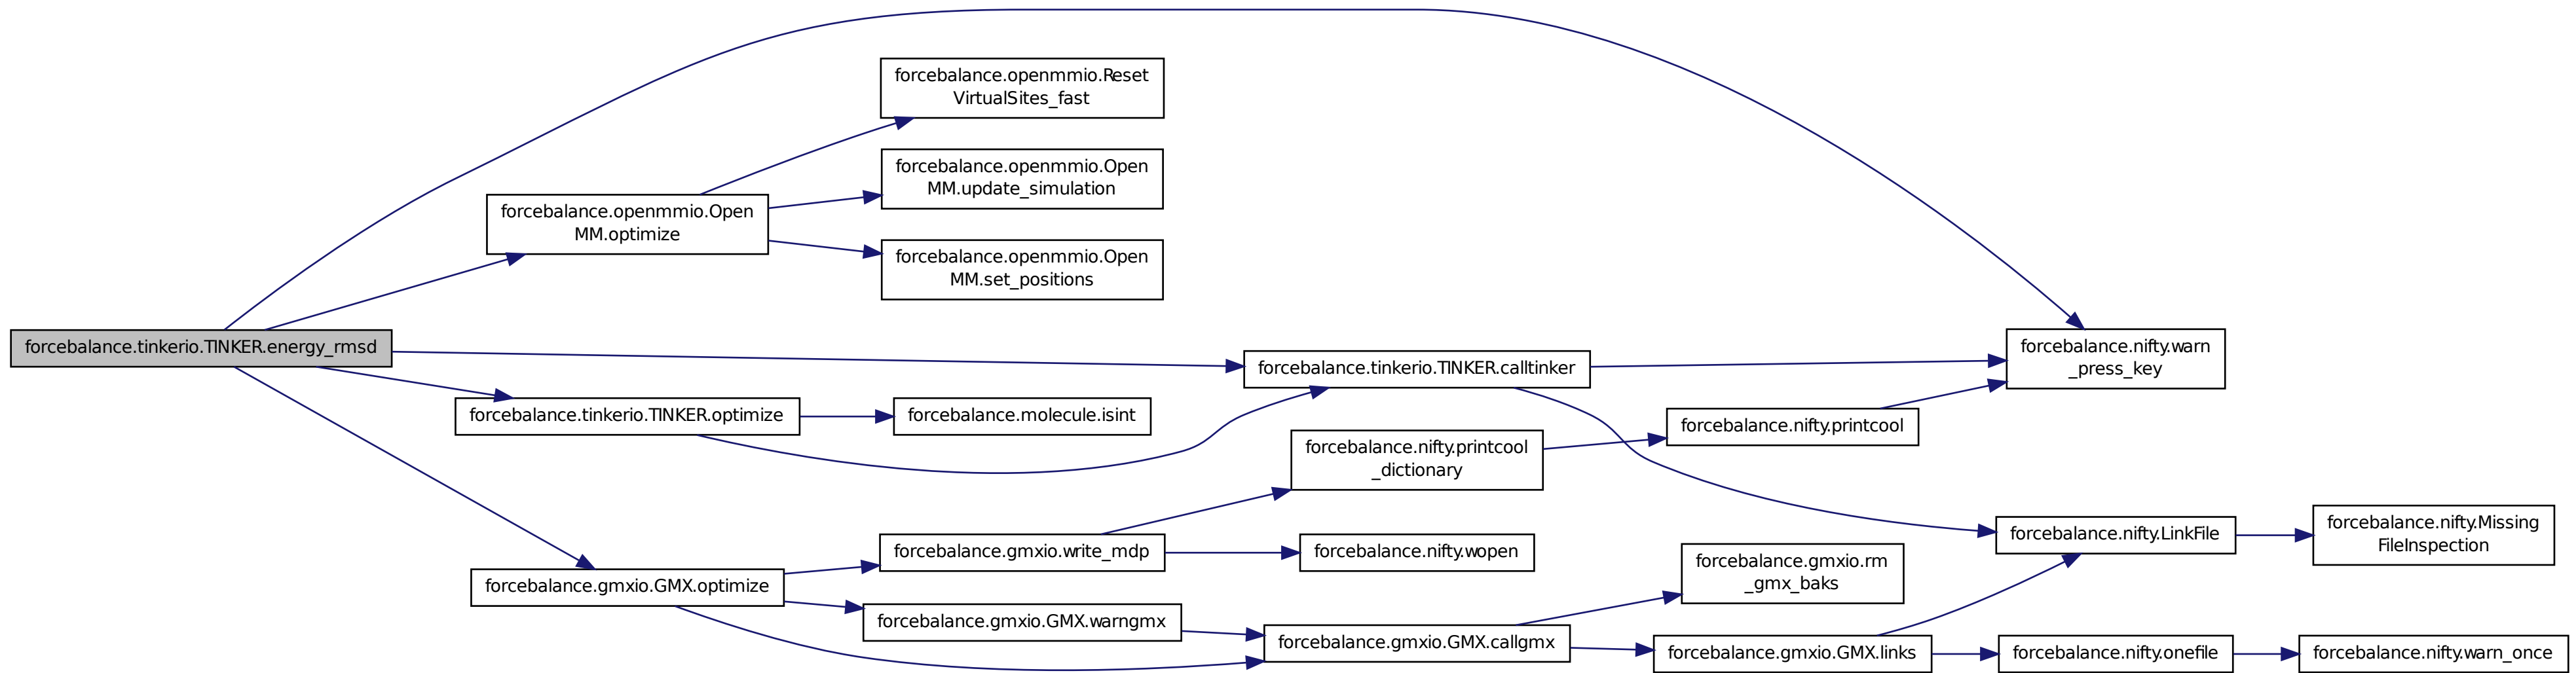 forcebalance.openmmio.Reset
VirtualSites_fast
forcebalance.openmmio.Open
MM.update_simulation
forcebalance.openmmio.Open
MM.optimize
forcebalance.openmmio.Open
MM.set_positions
forcebalance.tinkerio.TINKER.energy_rmsd
forcebalance.tinkerio.TINKER.calltinker
forcebalance.nifty.warn
_press_key
forcebalance.tinkerio.TINKER.optimize
forcebalance.molecule.isint
forcebalance.nifty.printcool
_dictionary
forcebalance.nifty.printcool
forcebalance.gmxio.write_mdp
forcebalance.nifty.wopen
forcebalance.nifty.LinkFile
forcebalance.nifty.Missing
FileInspection
forcebalance.gmxio.GMX.optimize
forcebalance.gmxio.rm
_gmx_baks
forcebalance.gmxio.GMX.warngmx
forcebalance.gmxio.GMX.callgmx
forcebalance.gmxio.GMX.links
forcebalance.nifty.onefile
forcebalance.nifty.warn_once